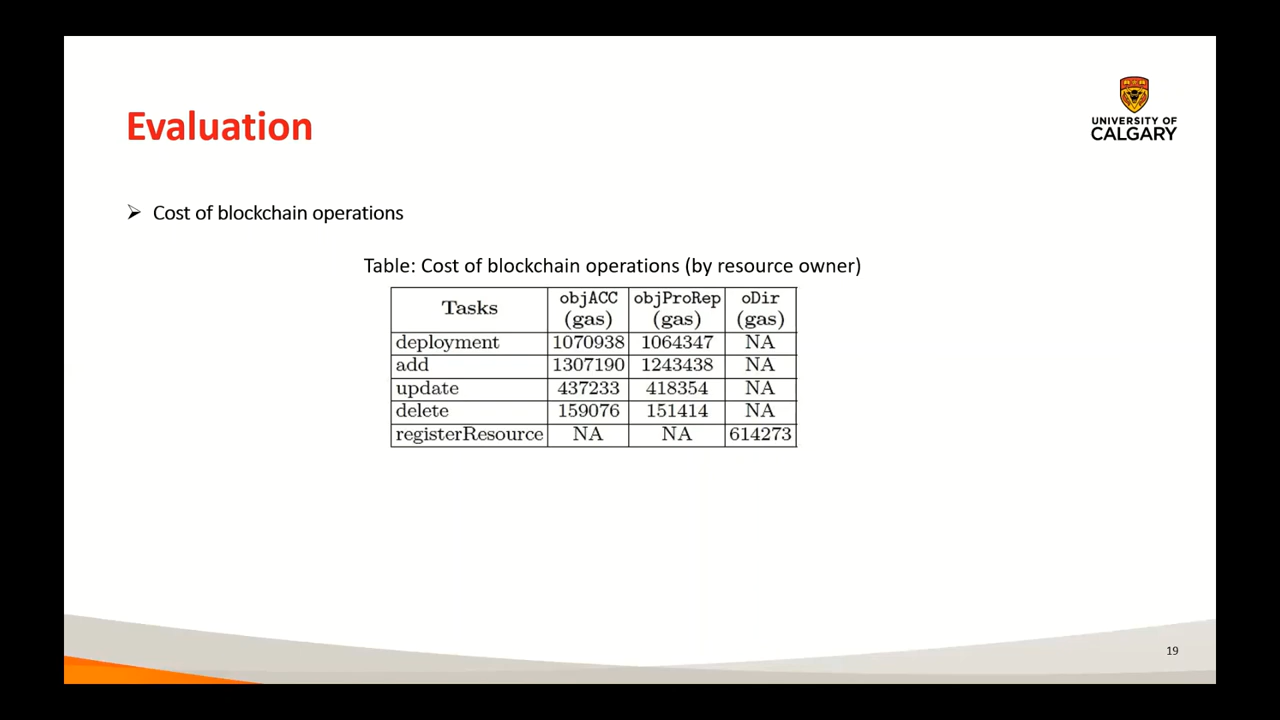 Evaluation
UNIVERSITY OF
CALGARY
➢ Cost of blockchain operations
Table: Cost of blockchain operations (by resource owner)
Tasks objACC (gas) objProRep (gas) oDir (gas)
deployment 1070938 1064347 NA
add 1307190 1243438 NA
update 437233 418354 NA
delete 159076 151414 NA
registerResource NA NA 614273
19